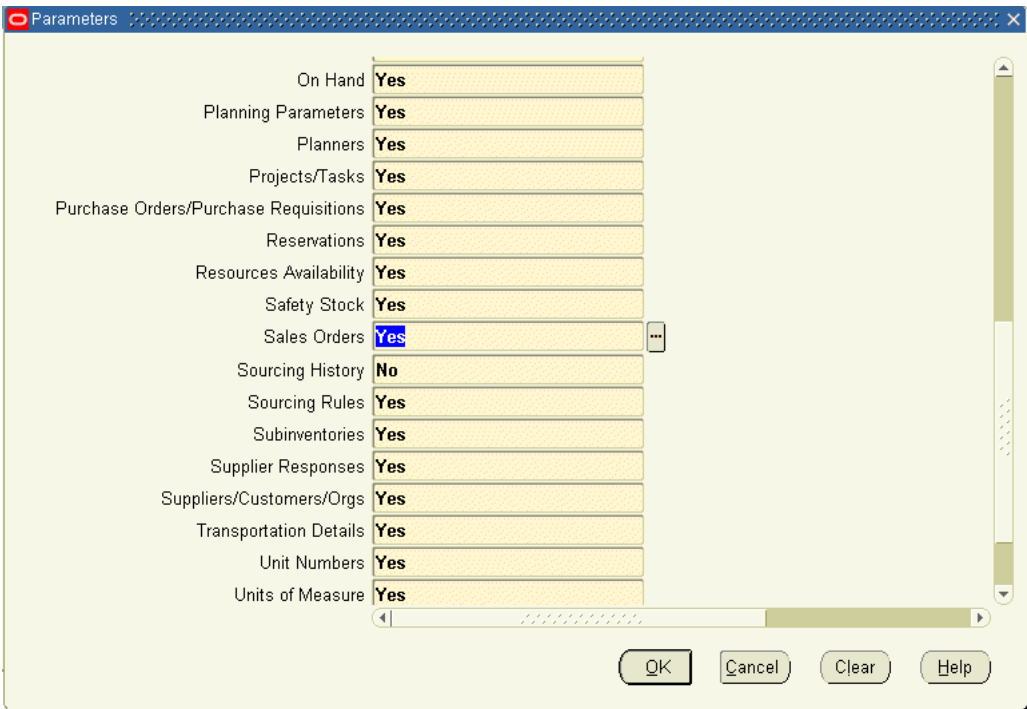 Parameters
On Hand Yes
Planning Parameters Yes
Planners Yes
Projects/Tasks Yes
Purchase Orders/Purchase Requisitions Yes
Reservations Yes
Resources Availability Yes
Safety Stock Yes
Sales Orders Yes
Sourcing History No
Sourcing Rules Yes
Subinventories Yes
Supplier Responses Yes
Suppliers/Customers/Orgs Yes
Transportation Details Yes
Unit Numbers Yes
Units of Measure Yes
OK Cancel Clear Help